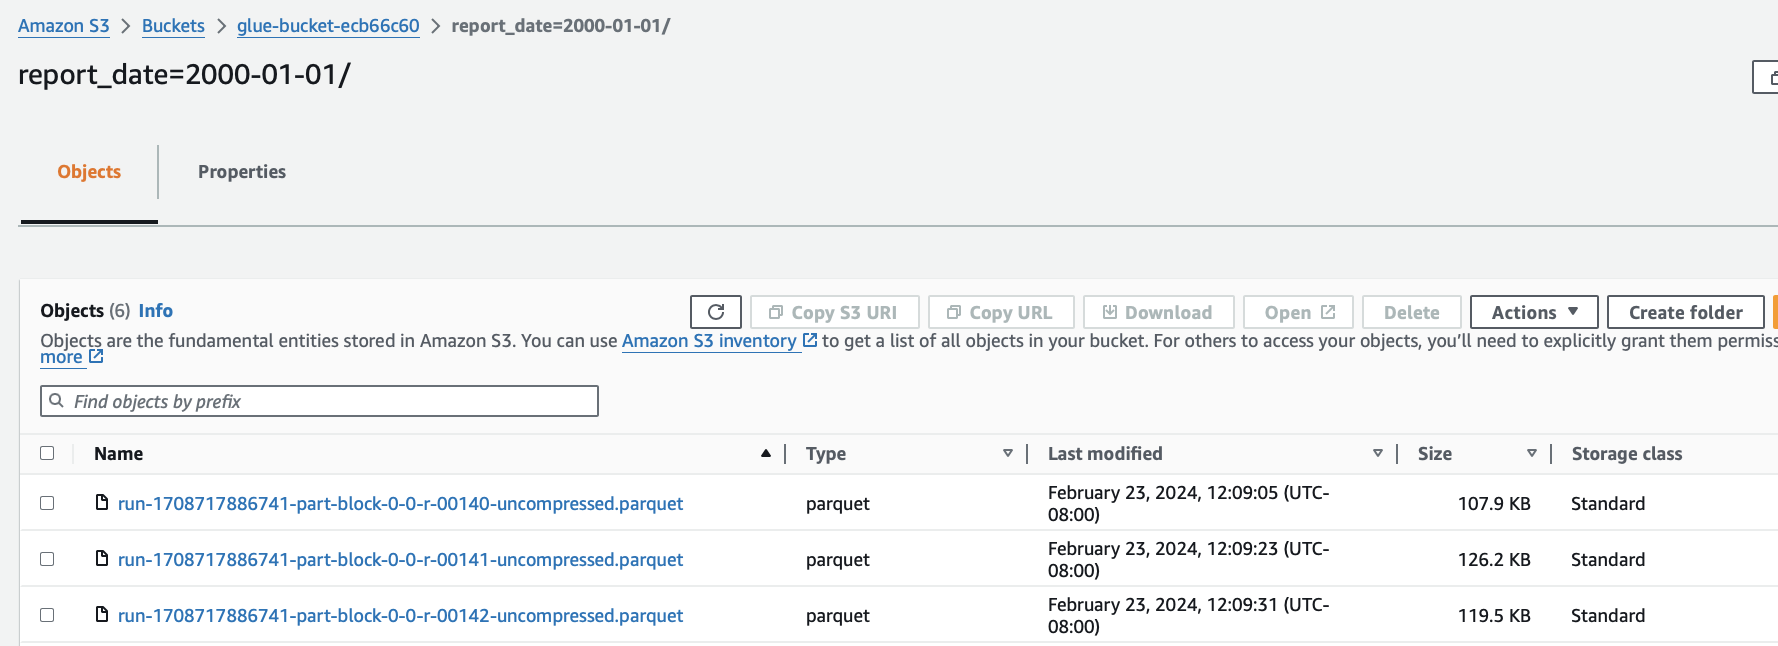 Amazon S3 > Buckets > glue-bucket-ecb66c60 > report_date=2000-01-01/
report_date=2000-01-01/
Objects Properties
Objects (6) Info
Copy S3 URI Copy URL Download Open Delete Actions Create folder
Objects are the fundamental entities stored in Amazon S3. You can use Amazon S3 inventory to get a list of all objects in your bucket. For others to access your objects, you’ll need to explicitly grant them permiss
more
Find objects by prefix
Name Type Last modified Size Storage class
run-1708717886741-part-block-0-0-r-00140-uncompressed.parquet parquet February 23, 2024, 12:09:05 (UTC-
08:00) 107.9 KB Standard
run-1708717886741-part-block-0-0-r-00141-uncompressed.parquet parquet February 23, 2024, 12:09:23 (UTC-
08:00) 126.2 KB Standard
run-1708717886741-part-block-0-0-r-00142-uncompressed.parquet parquet February 23, 2024, 12:09:31 (UTC-
08:00) 119.5 KB Standard